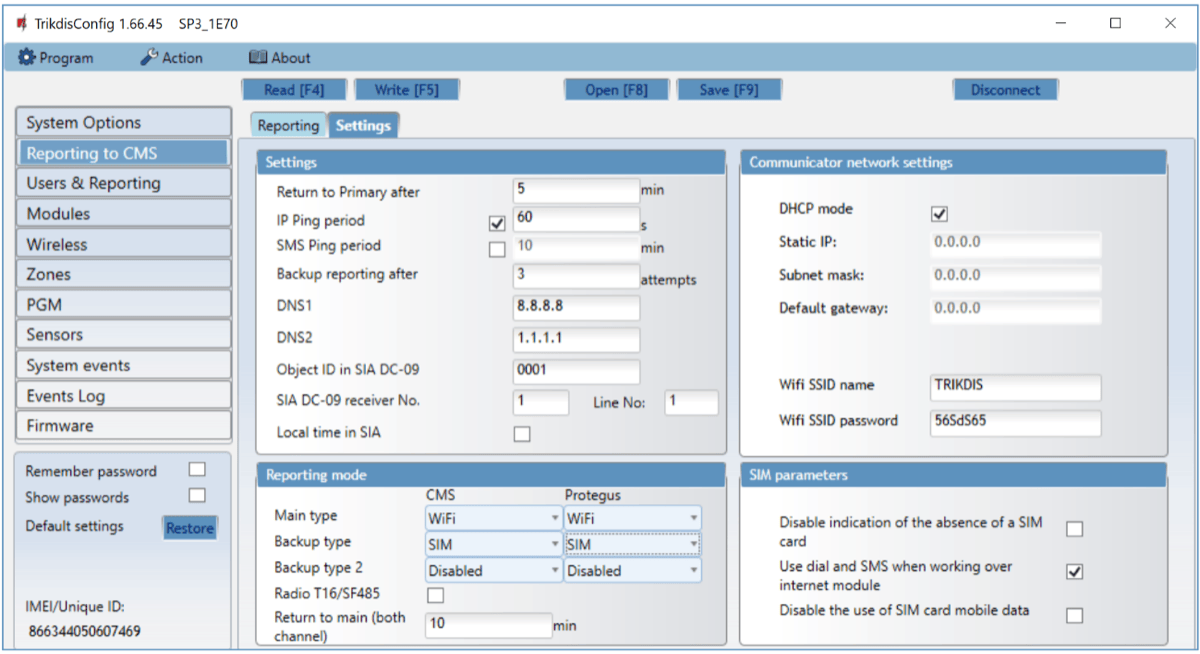 TrikdisConfig 1.66.45 SP3_1E70
Program Action About
Read [F4] Write [F5] Open [F8] Save [F9] Disconnect
System Options
Reporting to CMS
Users & Reporting
Modules
Wireless
Zones
PGM
Sensors
System events
Events Log
Firmware
Remember password
Show passwords
Default settings Restore
IMEI/Unique ID:
866344050607469
Reporting Settings
Settings
Return to Primary after 5 min
IP Ping period 60 s
SMS Ping period 10 min
Backup reporting after 3 attempts
DNS1 8.8.8.8
DNS2 1.1.1.1
Object ID in SIA DC-09 0001
SIA DC-09 receiver No. 1 Line No: 1
Local time in SIA
Reporting mode
CMS Protegus
Main type WiFi WiFi
Backup type SIM SIM
Backup type 2 Disabled Disabled
Radio T16/SF485
Return to main (both
channel) 10 min
Communicator network settings
DHCP mode
Static IP: 0.0.0.0
Subnet mask: 0.0.0.0
Default gateway: 0.0.0.0
Wifi SSID name TRIKDIS
Wifi SSID password 56SdS65
SIM parameters
Disable indication of the absence of a SIM
card
Use dial and SMS when working over
internet module
Disable the use of SIM card mobile data